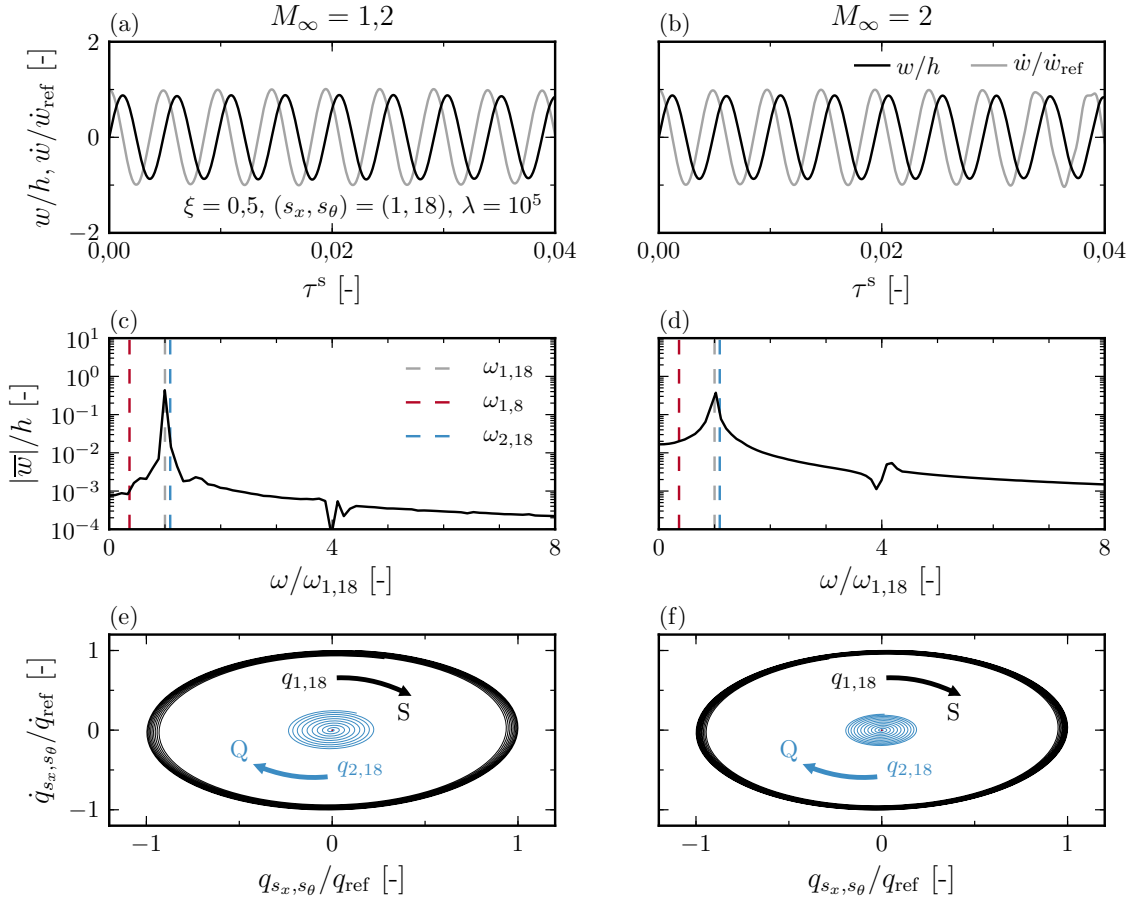 M∞ = 1,2
M∞ = 2
(a)
(b)
w/h, ẇ/ẇref [-]
2
0
−2
0,00
0,02
0,04
τˢ [-]
ξ = 0,5, (sx, sθ) = (1, 18), λ = 10⁵
w/h
ẇ/ẇref
0,00
0,02
0,04
τˢ [-]
(c)
(d)
|w̅|/h [-]
10¹
10⁰
10⁻¹
10⁻²
10⁻³
10⁻⁴
ω1,18
ω1,8
ω2,18
0
4
8
ω/ω1,18 [-]
0
4
8
ω/ω1,18 [-]
(e)
(f)
q̇sx,sθ/q̇ref [-]
1
0
−1
q1,18
S
Q
q2,18
−1
0
1
qsx,sθ/qref [-]
q1,18
S
Q
q2,18
−1
0
1
qsx,sθ/qref [-]